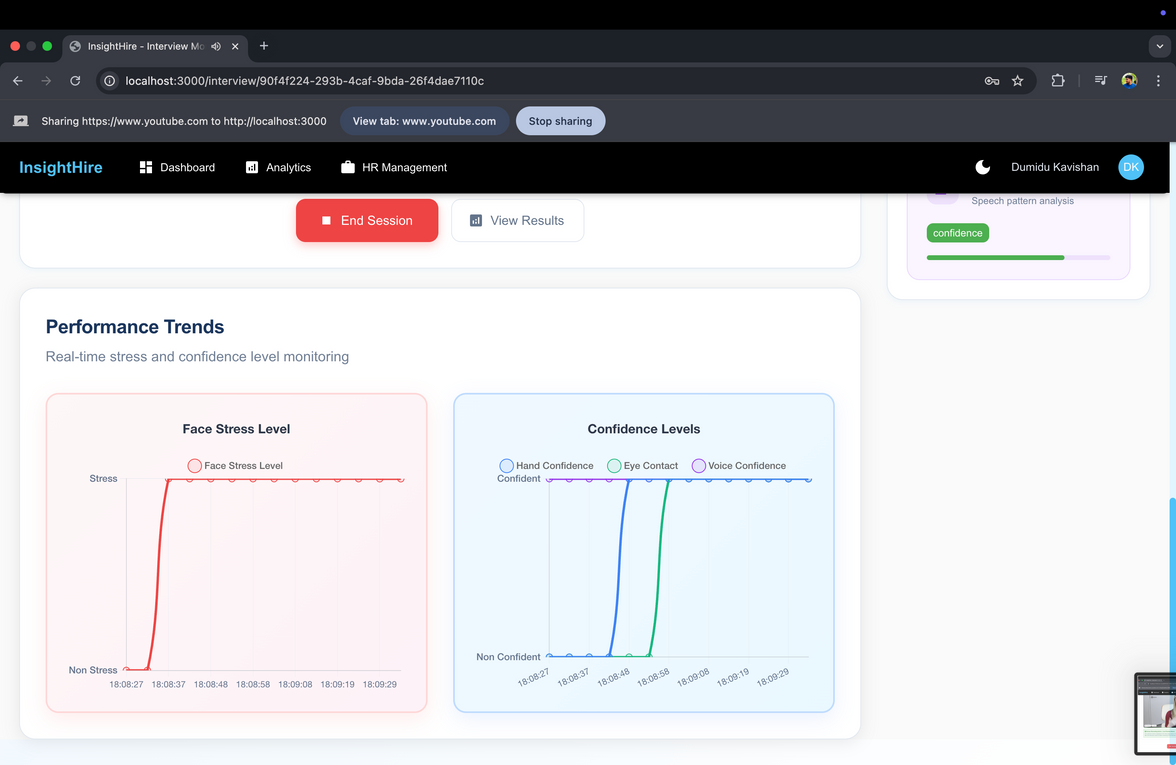 InsightHire - Interview Mo
localhost:3000/interview/90f4f224-293b-4caf-9bda-26f4dae7110c
Sharing https://www.youtube.com to http://localhost:3000
View tab: www.youtube.com
Stop sharing
InsightHire
Dashboard
Analytics
HR Management
Dumidu Kavishan
DK
End Session
View Results
Speech pattern analysis
confidence
Performance Trends
Real-time stress and confidence level monitoring
Face Stress Level
Face Stress Level
Stress
Non Stress
18:08:27 18:08:37 18:08:48 18:08:58 18:09:08 18:09:19 18:09:29
Confidence Levels
Hand Confidence Eye Contact Voice Confidence
Confident
Non Confident
18:08:27 18:08:37 18:08:48 18:08:58 18:09:08 18:09:19 18:09:29